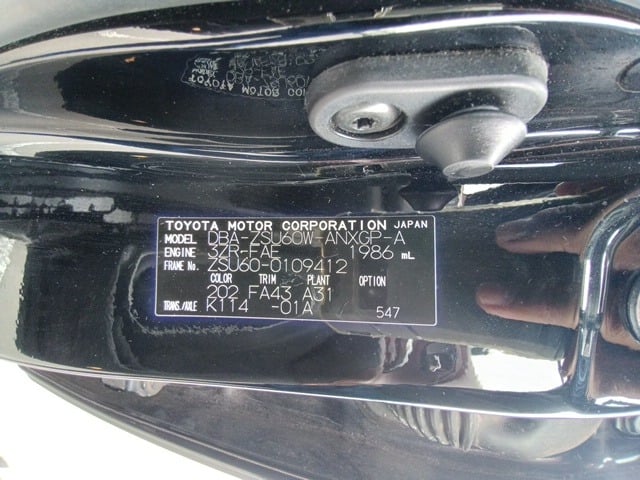 TOYOTA MOTOR CORPORATION JAPAN
MODEL DBA-ZSU60W-ANXGP-A
ENGINE 3ZR-FAE 1986 mL
FRAME No. ZSU60-0109412
COLOR TRIM PLANT OPTION
202 FA43 A31
TRANS./AXLE K114 -01A
547